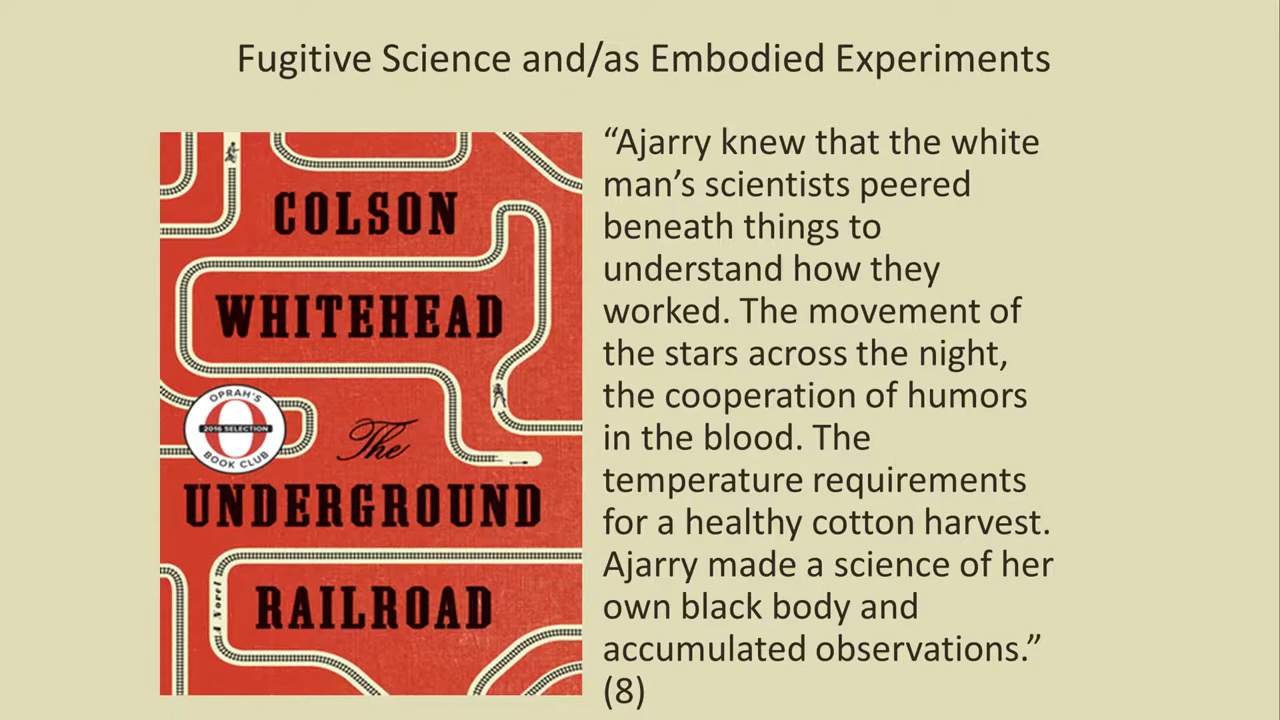 Fugitive Science and/as Embodied Experiments
COLSON
WHITEHEAD
OPRAH'S
2016 SELECTION
BOOK CLUB
The
UNDERGROUND
RAILROAD
A Novel
“Ajarry knew that the white
man’s scientists peered
beneath things to
understand how they
worked. The movement of
the stars across the night,
the cooperation of humors
in the blood. The
temperature requirements
for a healthy cotton harvest.
Ajarry made a science of her
own black body and
accumulated observations.”
(8)